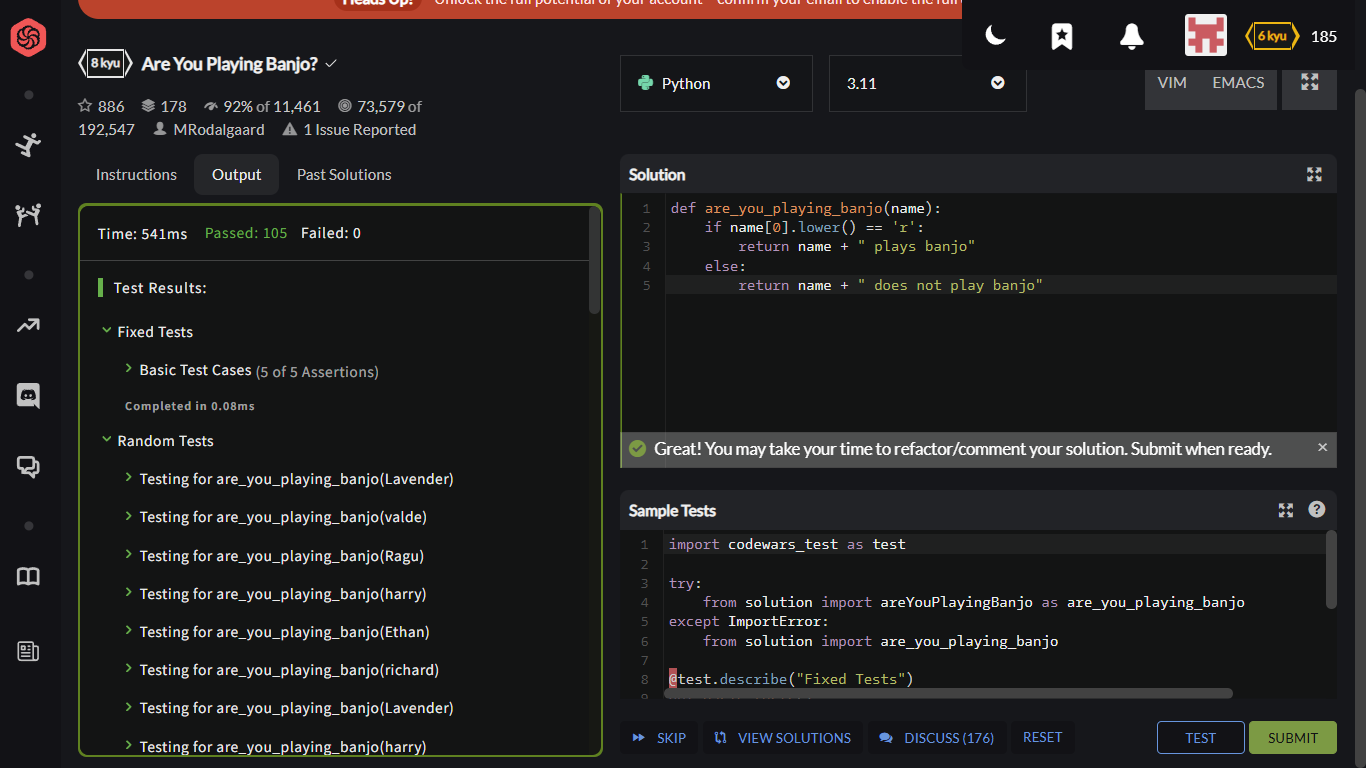 Heads Up! Unlock the full potential of your account - confirm your email to enable the full
6 kyu 185
8 kyu Are You Playing Banjo?
886 178 92% of 11,461 73,579 of
192,547 MRodalgaard 1 Issue Reported
Instructions Output Past Solutions
Time: 541ms Passed: 105 Failed: 0
Test Results:
Fixed Tests
Basic Test Cases (5 of 5 Assertions)
Completed in 0.08ms
Random Tests
Testing for are_you_playing_banjo(Lavender)
Testing for are_you_playing_banjo(valde)
Testing for are_you_playing_banjo(Ragu)
Testing for are_you_playing_banjo(harry)
Testing for are_you_playing_banjo(Ethan)
Testing for are_you_playing_banjo(richard)
Testing for are_you_playing_banjo(Lavender)
Testing for are_you_playing_banjo(harry)
Python 3.11 VIM EMACS
Solution
1 def are_you_playing_banjo(name):
2     if name[0].lower() == 'r':
3         return name + " plays banjo"
4     else:
5         return name + " does not play banjo"
Great! You may take your time to refactor/comment your solution. Submit when ready. ×
Sample Tests ?
1 import codewars_test as test
2
3 try:
4     from solution import areYouPlayingBanjo as are_you_playing_banjo
5 except ImportError:
6     from solution import are_you_playing_banjo
7
8 @test.describe("Fixed Tests")
9
SKIP VIEW SOLUTIONS DISCUSS (176) RESET TEST SUBMIT